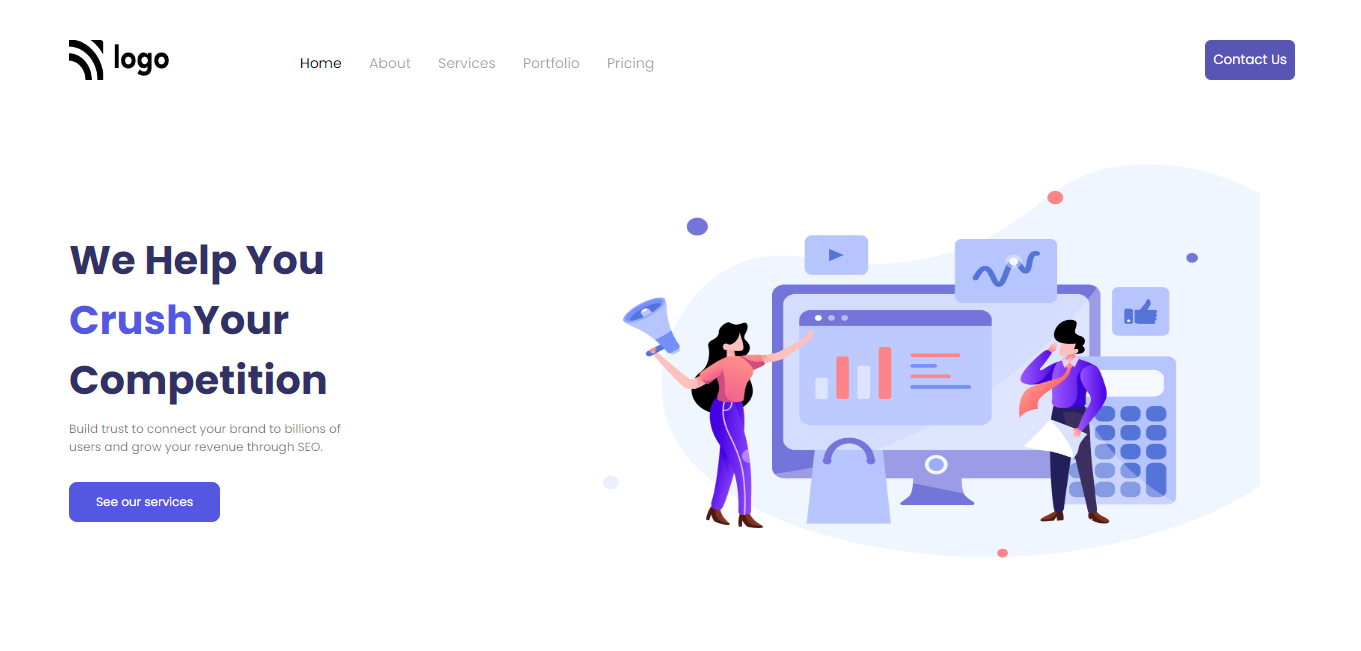 logo
Home About Services Portfolio Pricing
Contact Us
We Help You
CrushYour
Competition
Build trust to connect your brand to billions of
users and grow your revenue through SEO.
See our services